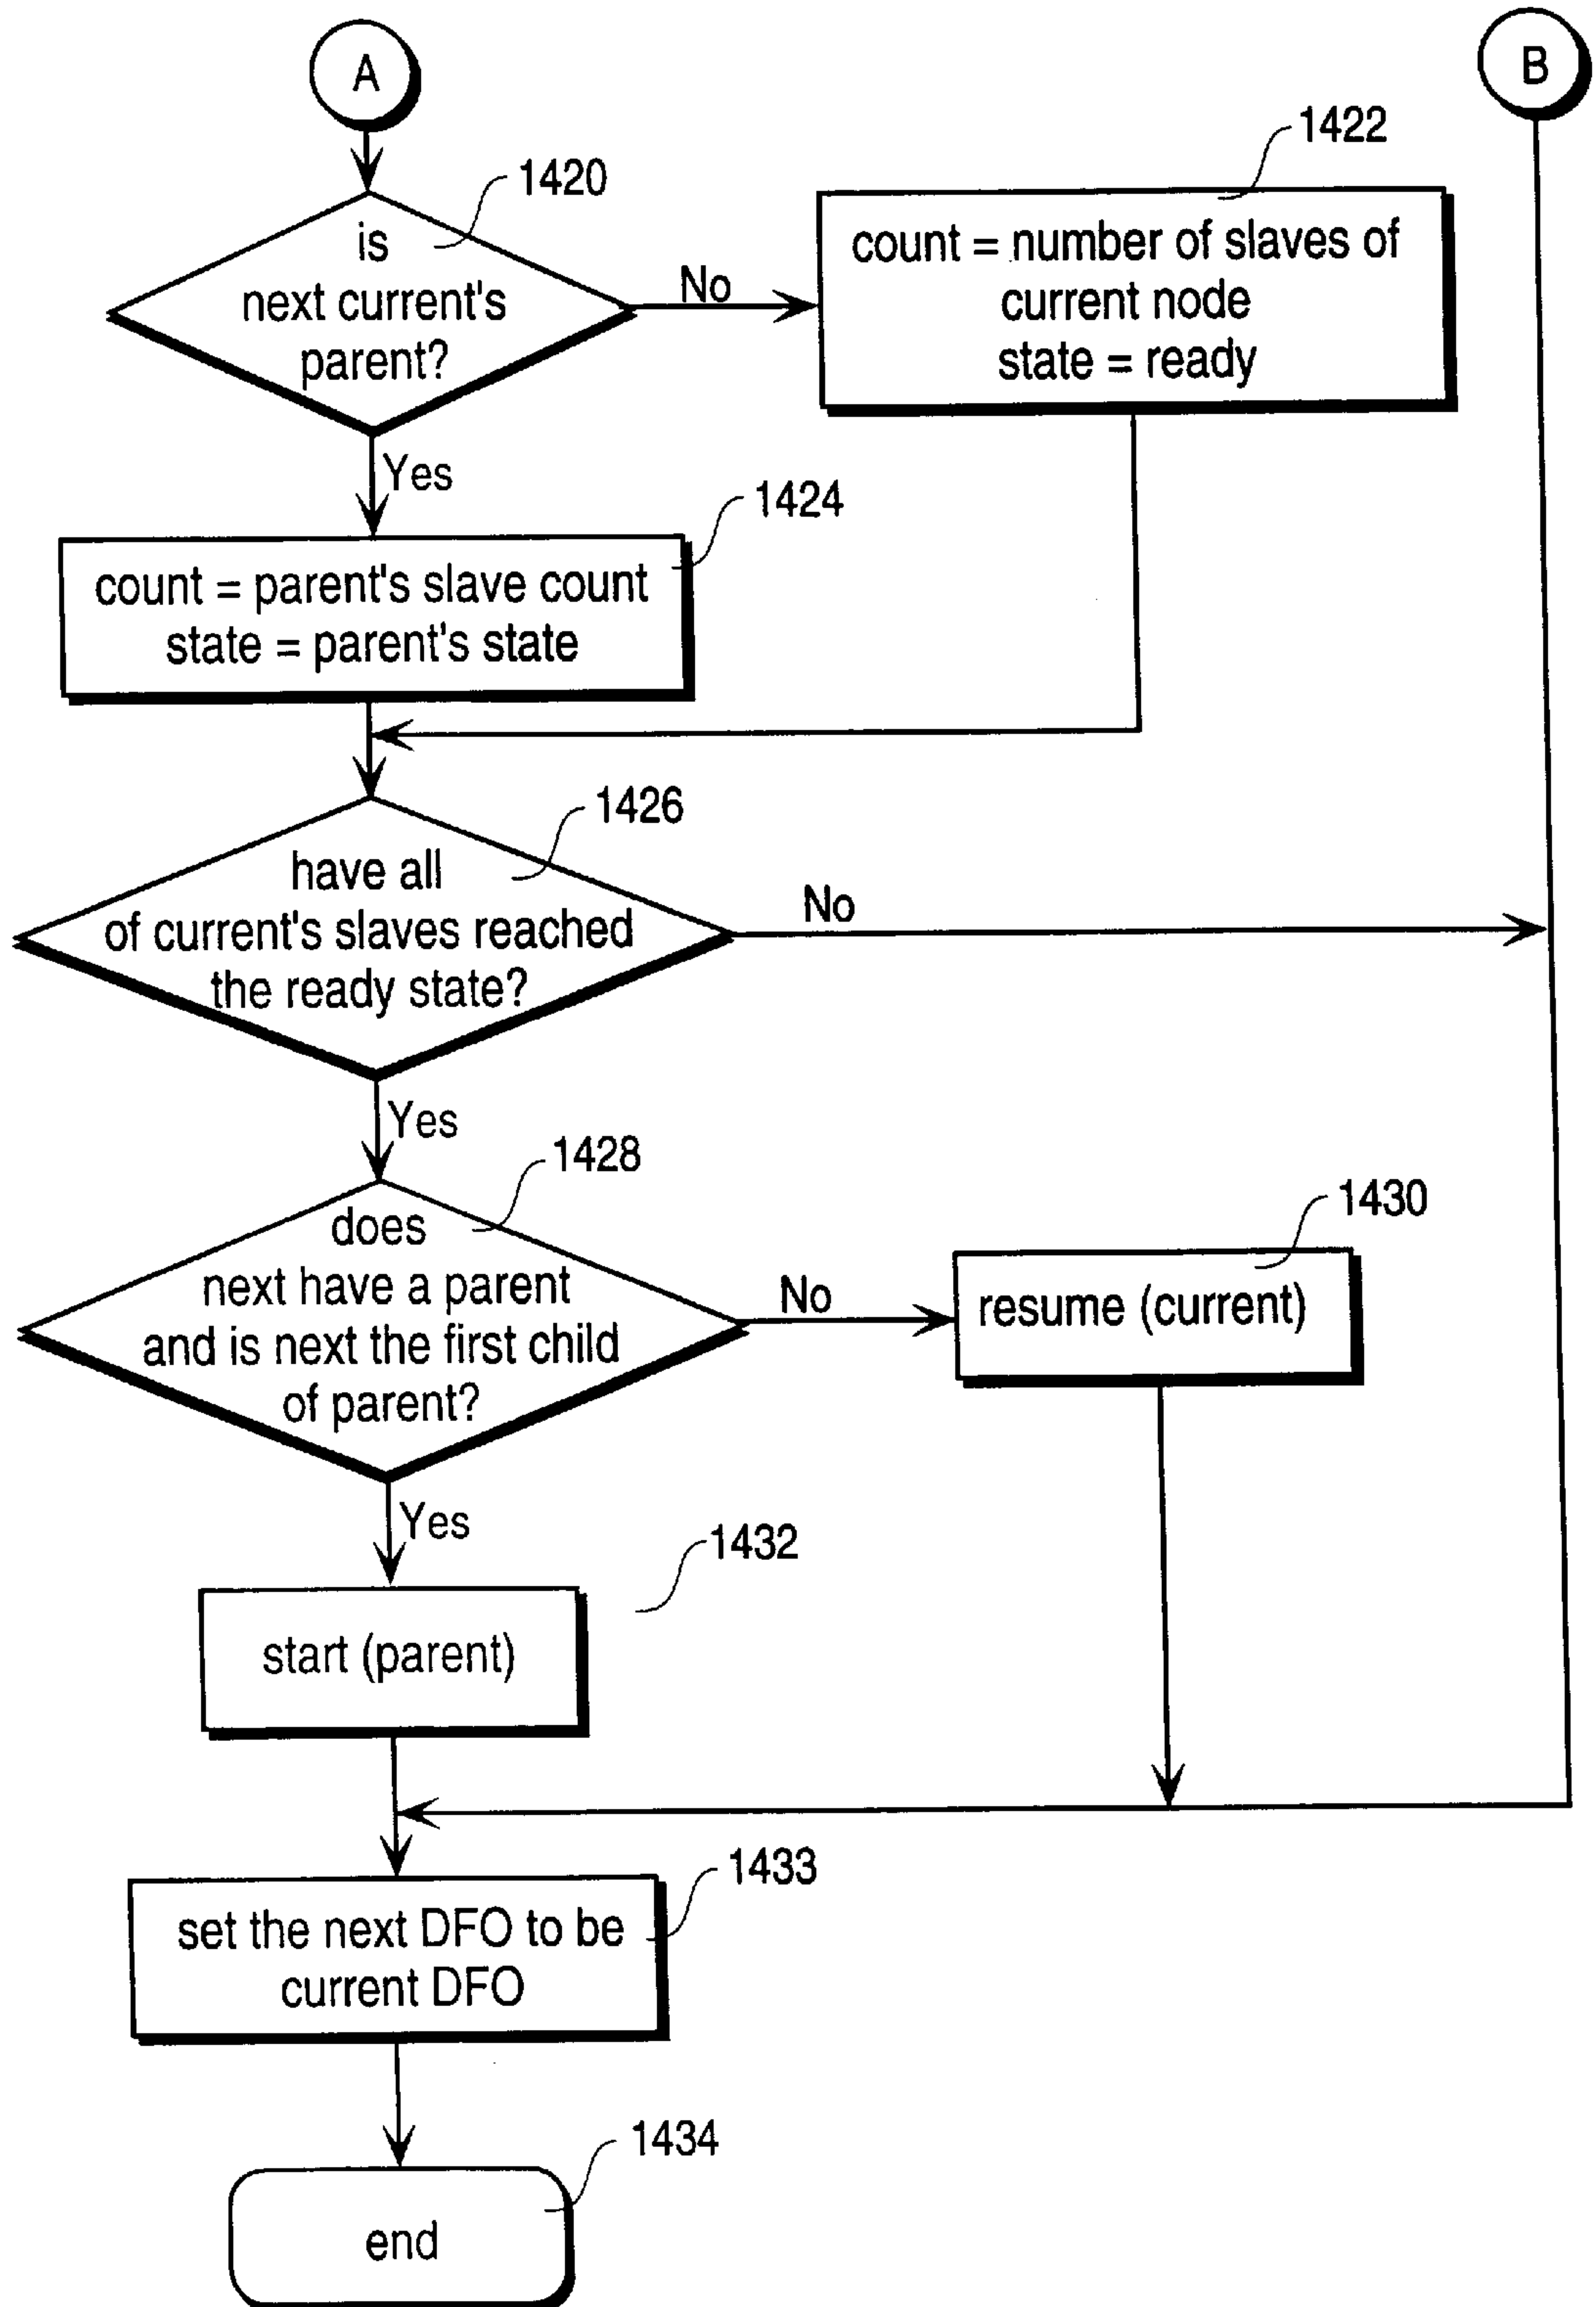 A
B
1420
1422
is
next current's
parent?
No
count = number of slaves of
current node
state = ready
Yes
1424
count = parent's slave count
state = parent's state
1426
have all
of current's slaves reached
the ready state?
No
Yes
1428
does
next have a parent
and is next the first child
of parent?
No
1430
resume (current)
Yes
1432
start (parent)
1433
set the next DFO to be
current DFO
1434
end